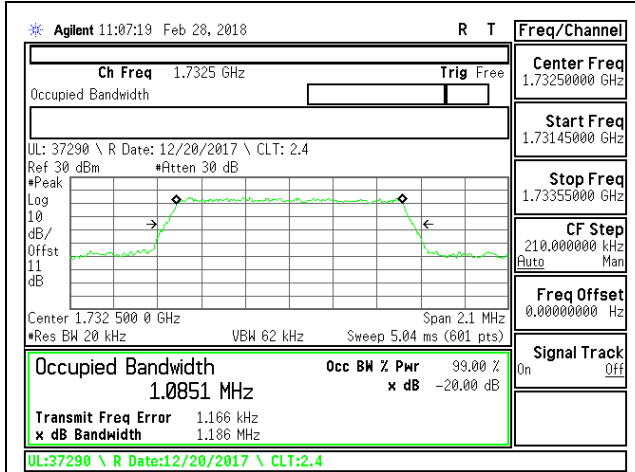 Agilent 11:07:19 Feb 28, 2018 R T
Freq/Channel
Ch Freq 1.7325 GHz Trig Free
Occupied Bandwidth
Center Freq
1.73250000 GHz
Start Freq
1.73145000 GHz
Stop Freq
1.73355000 GHz
CF Step
210.000000 kHz
Auto Man
Freq Offset
0.00000000 Hz
Signal Track
On Off
UL: 37290 \ R Date: 12/20/2017 \ CLT: 2.4
Ref 30 dBm #Atten 30 dB
#Peak
Log
10
dB/
Offst
11
dB
Center 1.732 500 0 GHz Span 2.1 MHz
#Res BW 20 kHz VBW 62 kHz Sweep 5.04 ms (601 pts)
Occupied Bandwidth Occ BW % Pwr 99.00 %
1.0851 MHz x dB -20.00 dB
Transmit Freq Error 1.166 kHz
x dB Bandwidth 1.186 MHz
UL:37290 \ R Date:12/20/2017 \ CLT:2.4